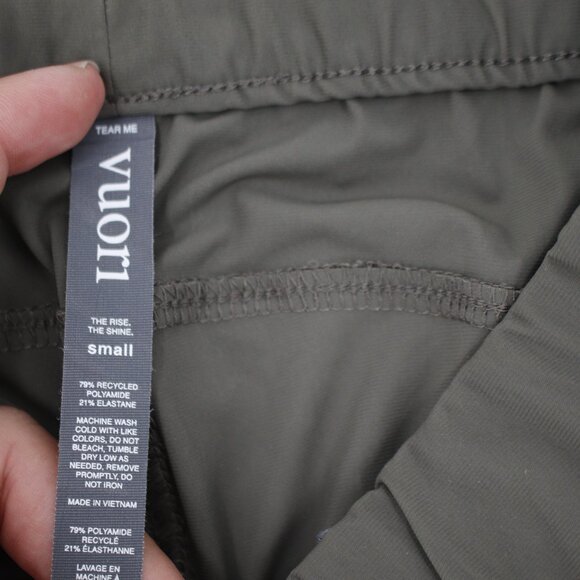 TEAR ME
vuori
THE RISE.
THE SHINE.
small
79% RECYCLED
POLYAMIDE
21% ELASTANE
MACHINE WASH
COLD WITH LIKE
COLORS, DO NOT
BLEACH, TUMBLE
DRY LOW AS
NEEDED, REMOVE
PROMPTLY, DO
NOT IRON
MADE IN VIETNAM
79% POLYAMIDE
RECYCLÉ
21% ÉLASTHANNE
LAVAGE EN
MACHINE À